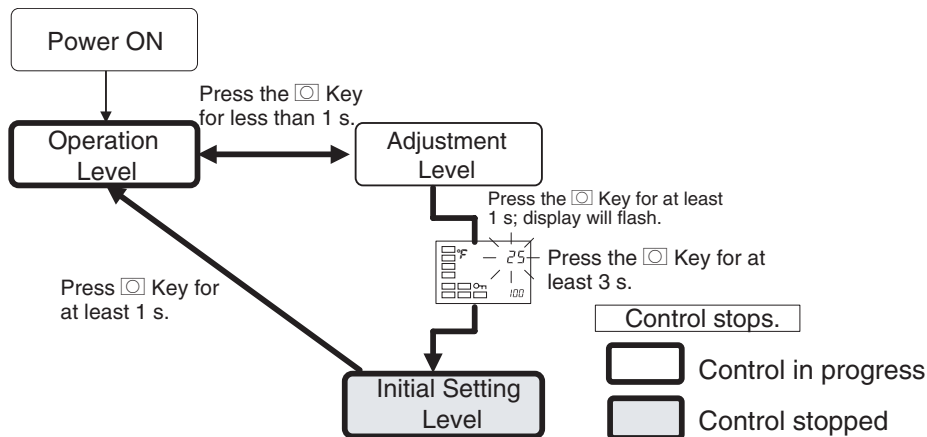 Power ON
Press the Key
for less than 1 s.
Operation
Level
Adjustment
Level
Press the Key for at least
1 s; display will flash.
°F
25
100
Press the Key for at
least 3 s.
Press Key for
at least 1 s.
Control stops.
Initial Setting
Level
Control in progress
Control stopped